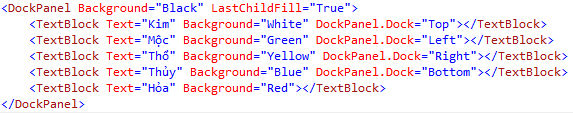 <DockPanel Background="Black" LastChildFill="True">
<TextBlock Text="Kim" Background="White" DockPanel.Dock="Top"></TextBlock>
<TextBlock Text="Mộc" Background="Green" DockPanel.Dock="Left"></TextBlock>
<TextBlock Text="Thổ" Background="Yellow" DockPanel.Dock="Right"></TextBlock>
<TextBlock Text="Thủy" Background="Blue" DockPanel.Dock="Bottom"></TextBlock>
<TextBlock Text="Hỏa" Background="Red"></TextBlock>
</DockPanel>